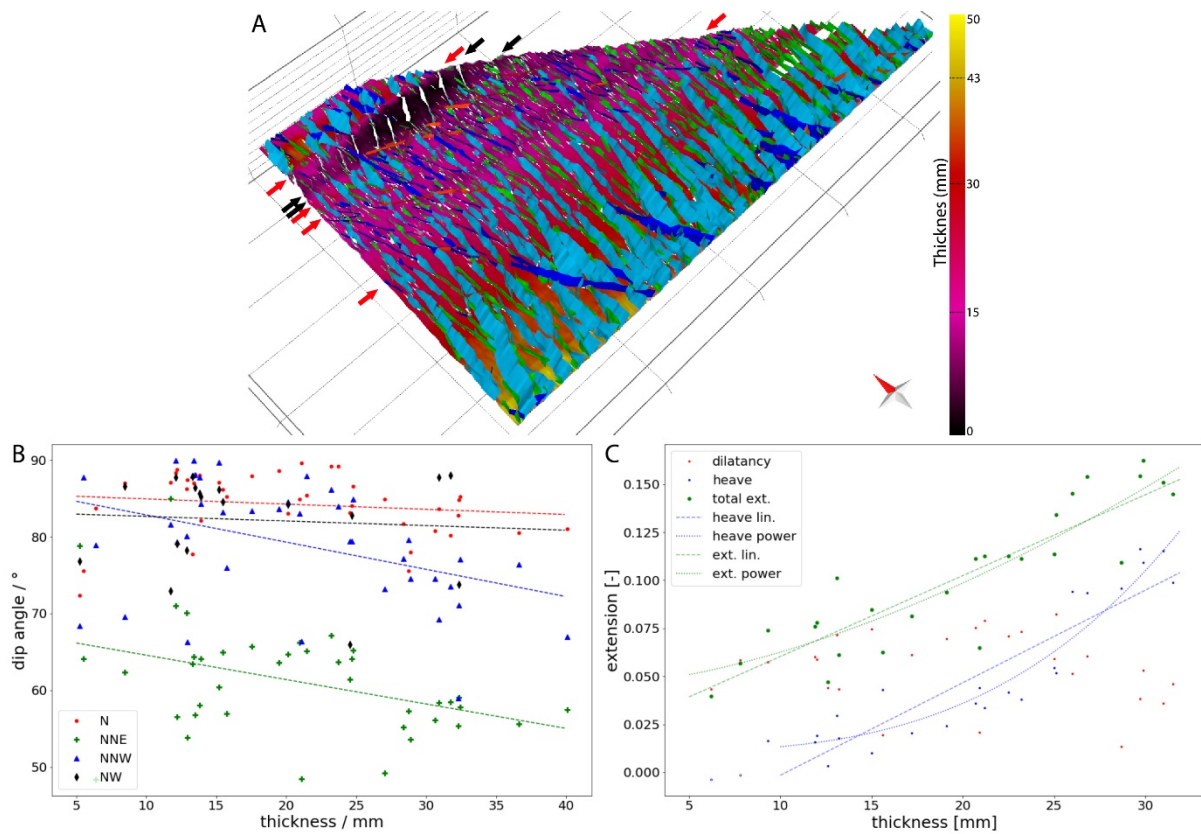 A
50
43
30
15
0
Thicknes (mm)
B
90
80
70
60
50
dip angle / °
N
NNE
NNW
NW
5
10
15
20
25
30
35
40
thickness / mm
C
dilatancy
heave
total ext.
heave lin.
heave power
ext. lin.
ext. power
0.150
0.125
0.100
0.075
0.050
0.025
0.000
extension [-]
5
10
15
20
25
30
thickness [mm]